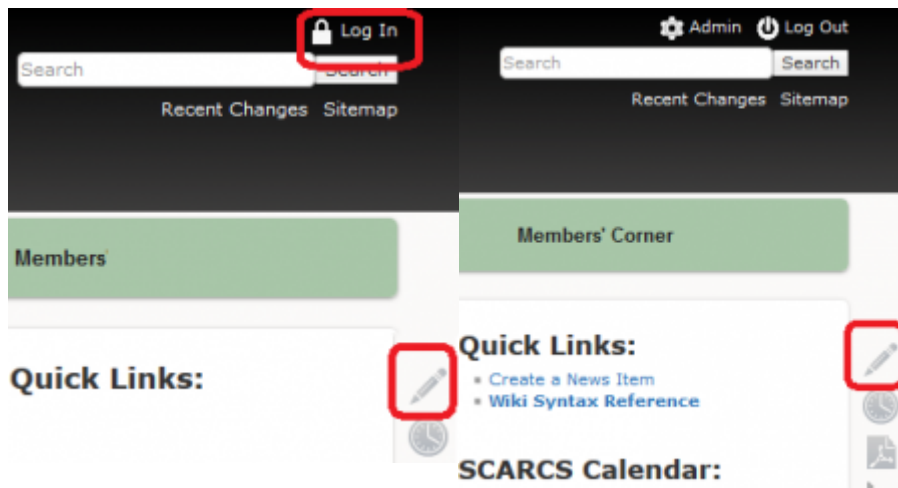 Log In
Search Search
Recent Changes Sitemap
Members'
Quick Links:
Admin Log Out
Search Search
Recent Changes Sitemap
Members' Corner
Quick Links:
Create a News Item
Wiki Syntax Reference
SCARCS Calendar: